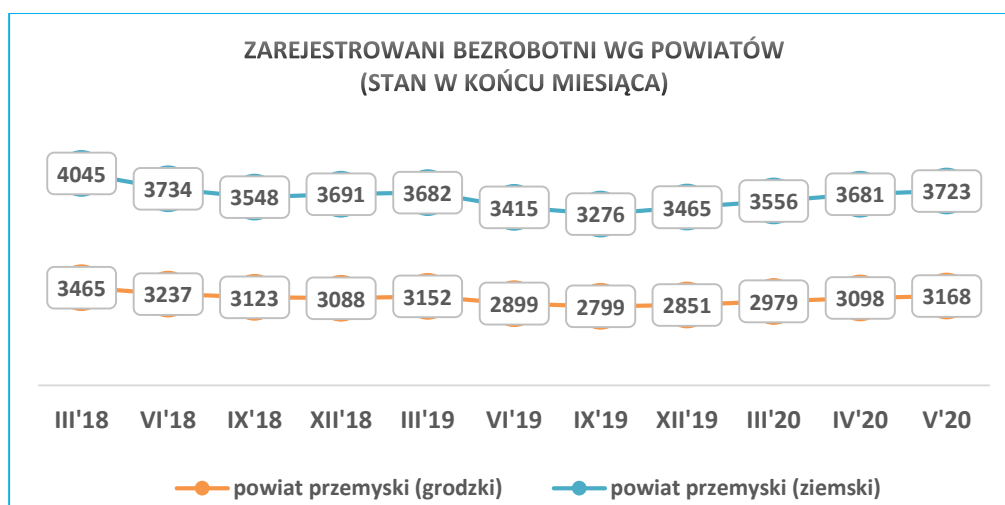 ZAREJESTROWANI BEZROBOTNI WG POWIATÓW
(STAN W KOŃCU MIESIĄCA)
4045 3734 3548 3691 3682 3415 3276 3465 3556 3681 3723
3465 3237 3123 3088 3152 2899 2799 2851 2979 3098 3168
III'18 VI'18 IX'18 XII'18 III'19 VI'19 IX'19 XII'19 III'20 IV'20 V'20
powiat przemyski (grodzki) powiat przemyski (ziemski)